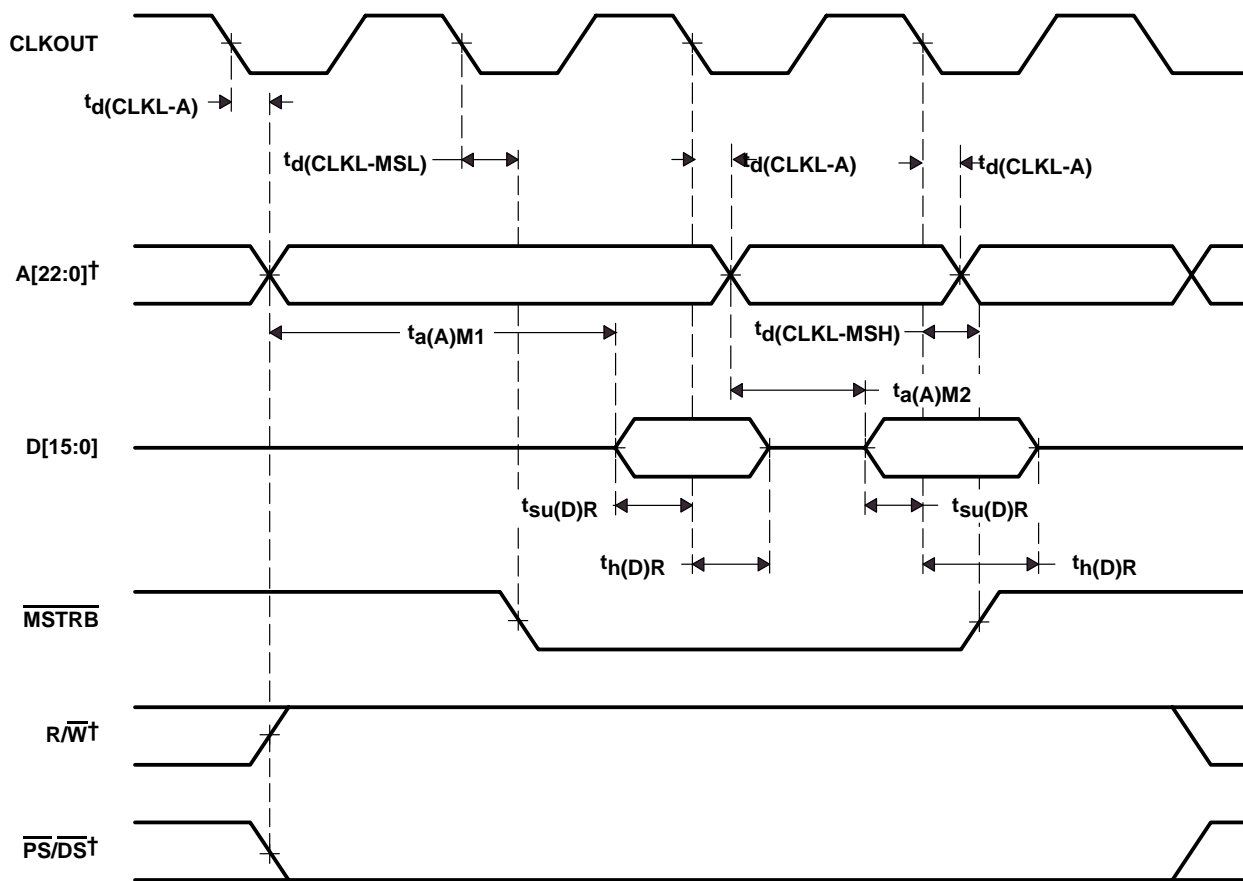 CLKOUT
td(CLKL-A)
td(CLKL-MSL)
td(CLKL-A)
td(CLKL-A)
A[22:0]†
ta(A)M1
td(CLKL-MSH)
ta(A)M2
D[15:0]
tsu(D)R
tsu(D)R
th(D)R
th(D)R
MSTRB
R/W†
PS/DS†